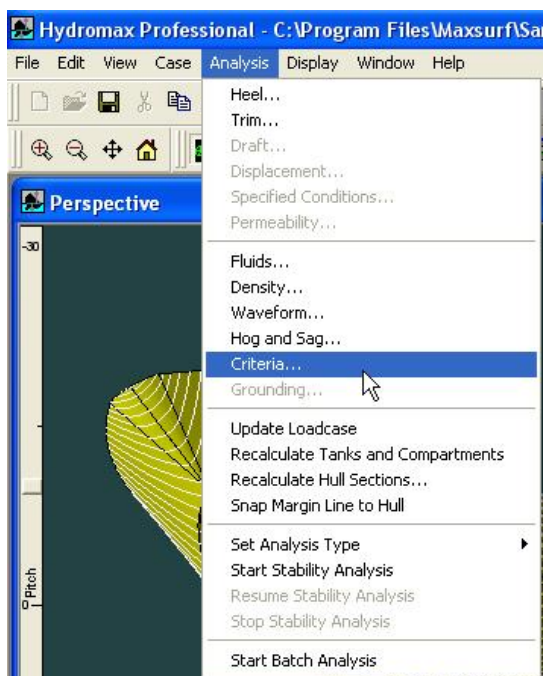 Hydromax Professional - C:\Program Files\Maxsurf\Sa
File Edit View Case Analysis Display Window Help
Heel...
Trim...
Draft...
Displacement...
Specified Conditions...
Permeability...
Perspective
-30
Fluids...
Density...
Waveform...
Hog and Sag...
Criteria...
Grounding...
Update Loadcase
Recalculate Tanks and Compartments
Recalculate Hull Sections...
Snap Margin Line to Hull
Set Analysis Type
Start Stability Analysis
Resume Stability Analysis
Stop Stability Analysis
Pitch
0
Start Batch Analysis